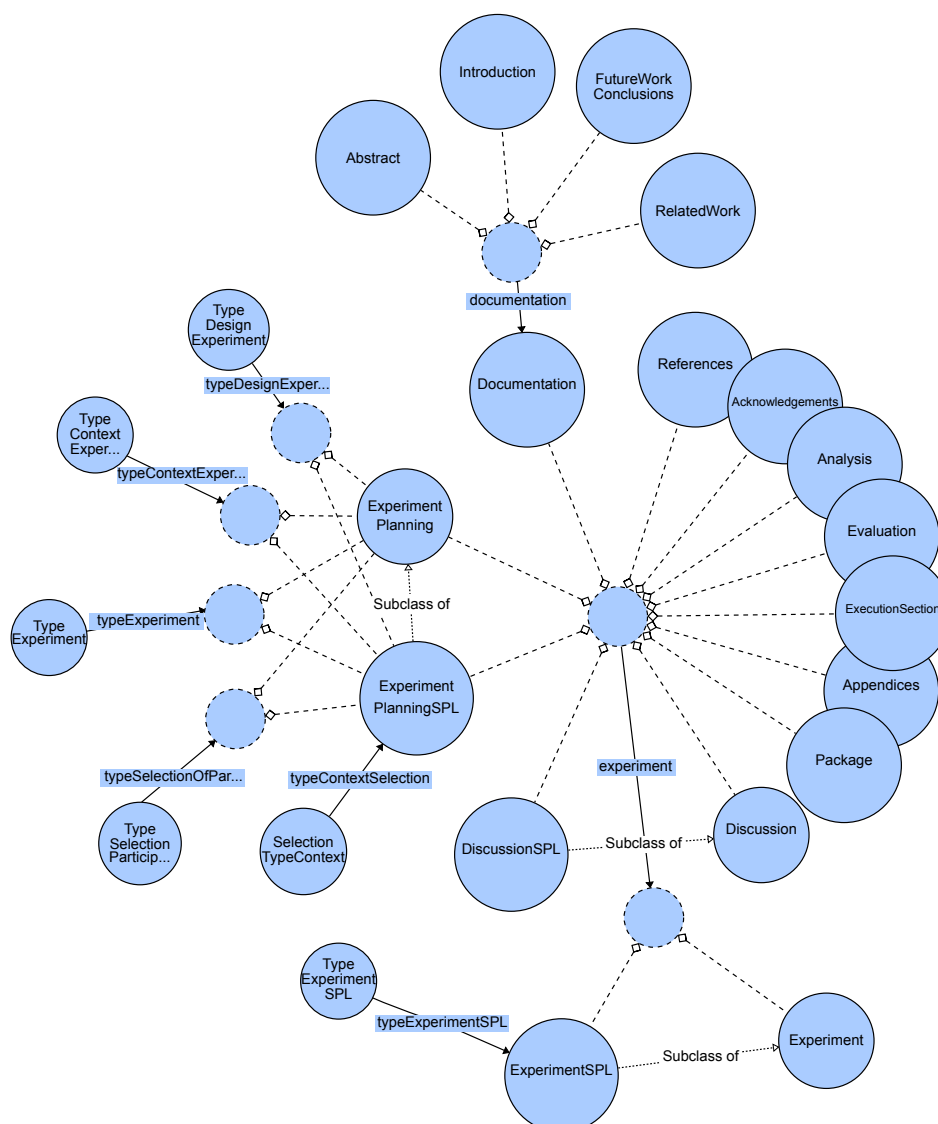 Introduction
FutureWork
Conclusions
Abstract
RelatedWork
documentation
Type
Design
Experiment
References
Documentation
typeDesignExper...
Acknowledgements
Type
Context
Exper...
Analysis
typeContextExper...
Experiment
Planning
Evaluation
Subclass of
ExecutionSection
typeExperiment
Type
Experiment
Experiment
PlanningSPL
Appendices
Package
experiment
typeSelectionOfPar...
typeContextSelection
Type
Selection
Particip...
Selection
TypeContext
DiscussionSPL
Subclass of
Discussion
Type
Experiment
SPL
typeExperimentSPL
Experiment
Subclass of
ExperimentSPL